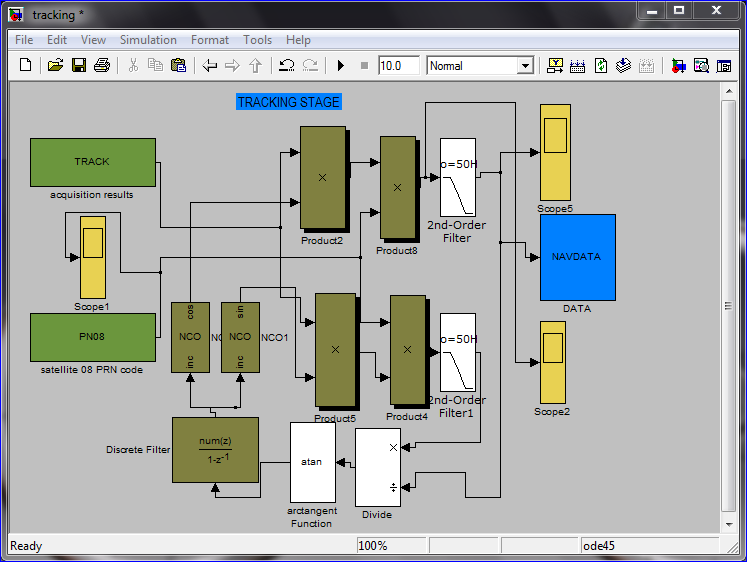 tracking *
File Edit View Simulation Format Tools Help
10.0 Normal
TRACKING STAGE
TRACK
acquisition results
×
Product2
×
Product8
o=50H
2nd-Order
Filter
Scope5
NAVDATA
DATA
Scope1
PN08
satellite 08 PRN code
cos
NCO
inc
NC
sin
NCO
inc
NCO1
×
Product5
×
Product4
o=50H
2nd-Order
Filter1
Scope2
Discrete Filter
num(z)
1-z-1
atan
arctangent
Function
×
÷
Divide
Ready 100% ode45